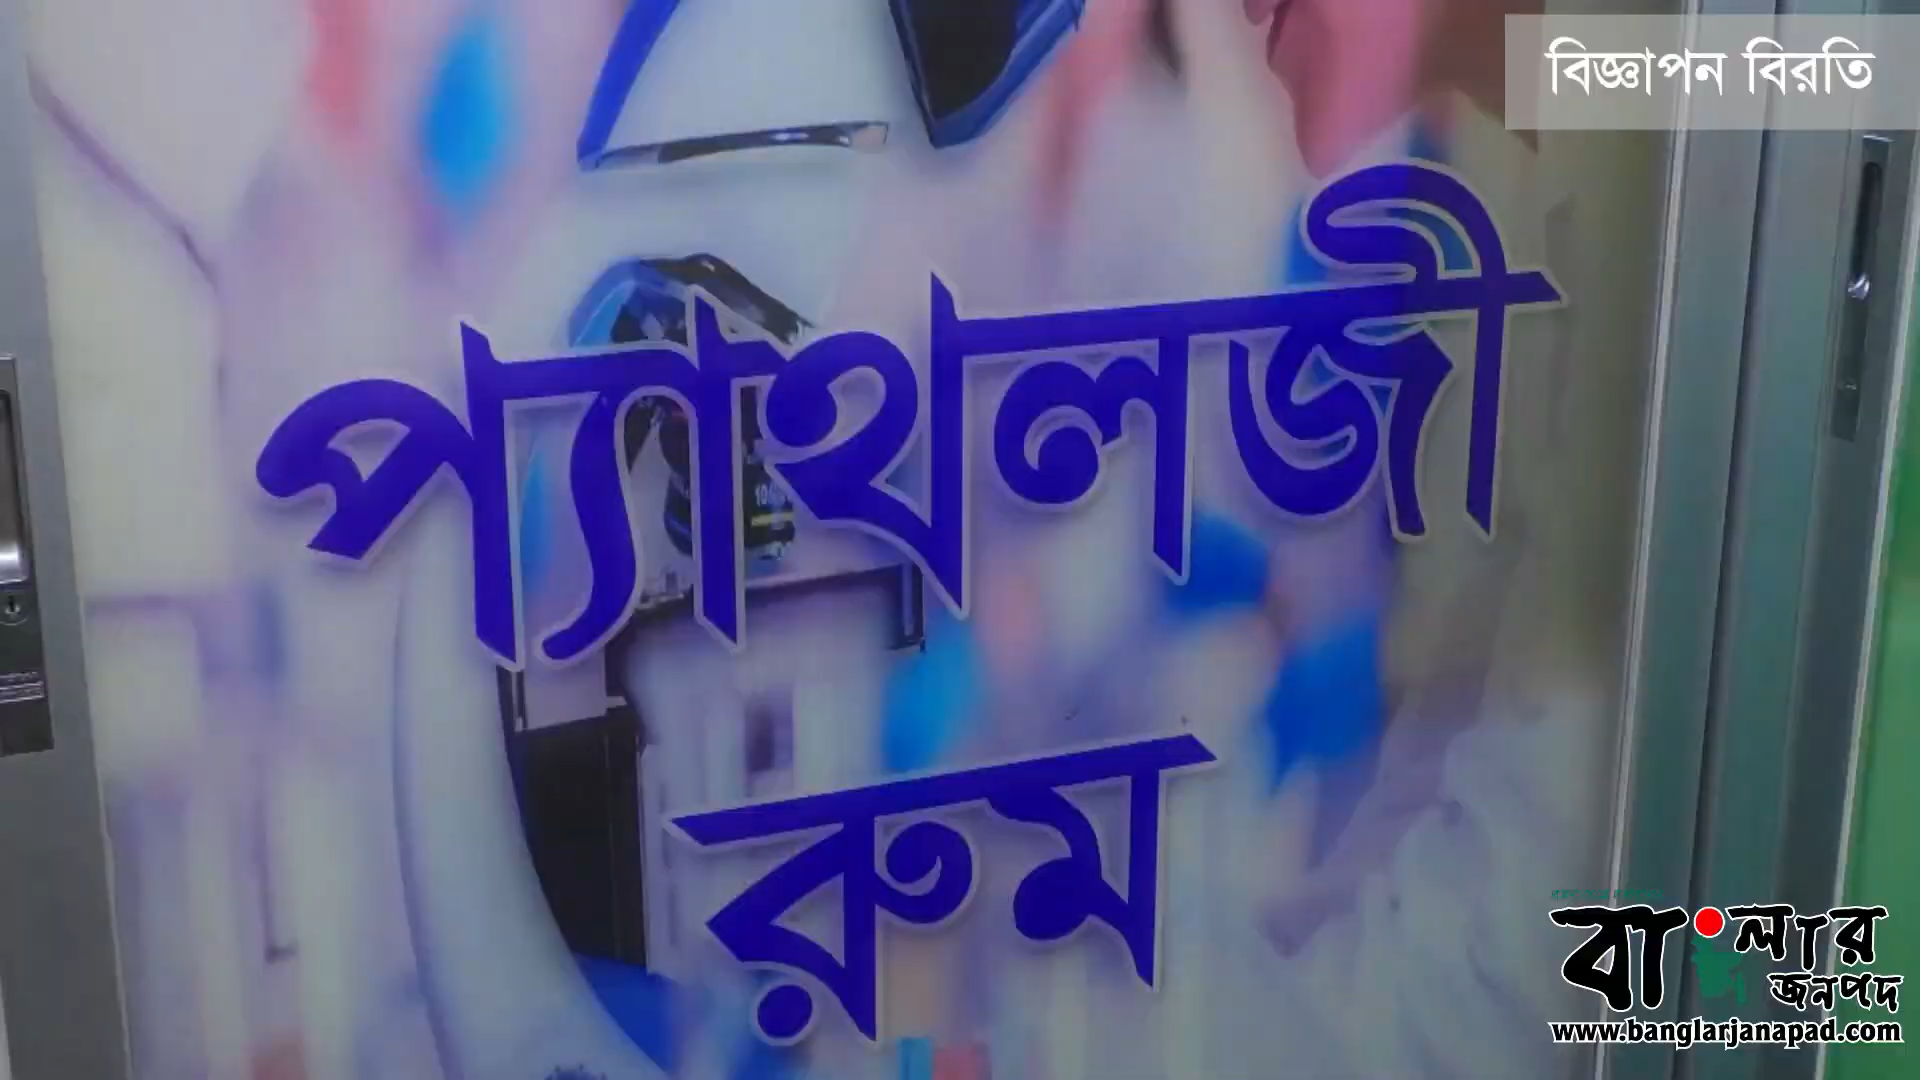 বিজ্ঞাপন বিরতি
প্যাথলজী
রুম
বাংলার
জনপদ
www.banglarjanapad.com